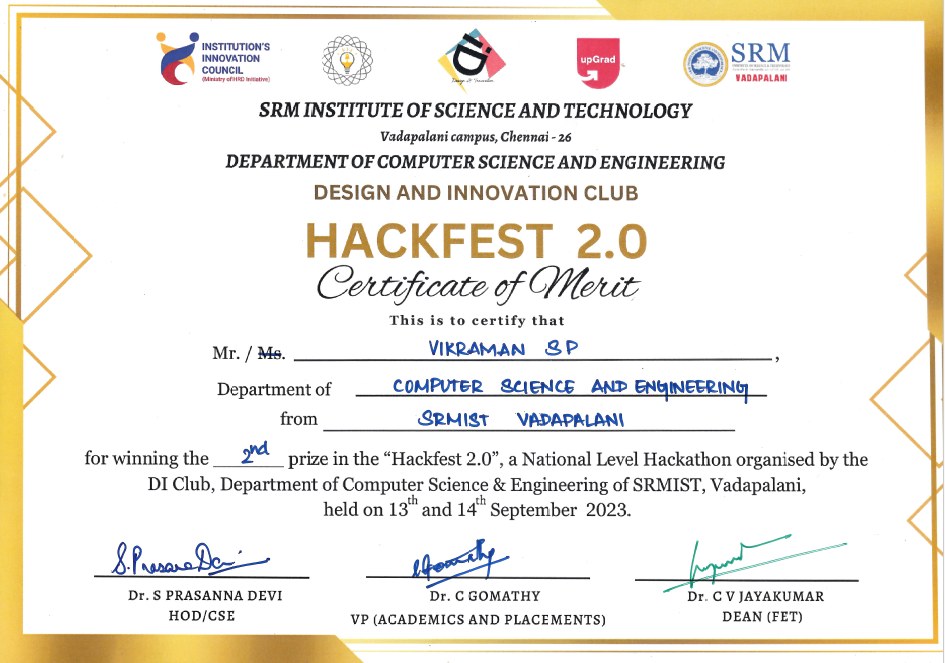 INSTITUTION'S
INNOVATION
COUNCIL
(Ministry of HRD Initiative)
Di
Design & Innovation
upGrad
SRM
VADAPALANI
SRM INSTITUTE OF SCIENCE AND TECHNOLOGY
Vadapalani campus, Chennai - 26
DEPARTMENT OF COMPUTER SCIENCE AND ENGINEERING
DESIGN AND INNOVATION CLUB
HACKFEST 2.0
Certificate of Merit
This is to certify that
Mr. / Ms. VIKRAMAN SP,
Department of COMPUTER SCIENCE AND ENGINEERING
from SRMIST VADAPALANI
for winning the 2nd prize in the “Hackfest 2.0”, a National Level Hackathon organised by the
DI Club, Department of Computer Science & Engineering of SRMIST, Vadapalani,
held on 13th and 14th September 2023.
S. Prasanna Devi
Dr. S PRASANNA DEVI
HOD/CSE
Gomathy
Dr. C GOMATHY
VP (ACADEMICS AND PLACEMENTS)
Dr. C V JAYAKUMAR
DEAN (FET)